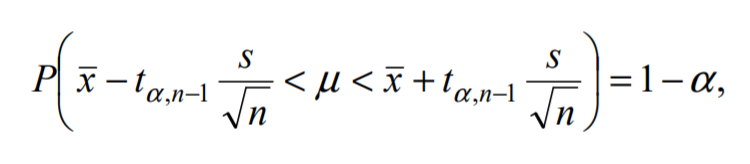 P( x̄ − t_{α,n−1} s/√n < μ < x̄ + t_{α,n−1} s/√n ) = 1 − α,